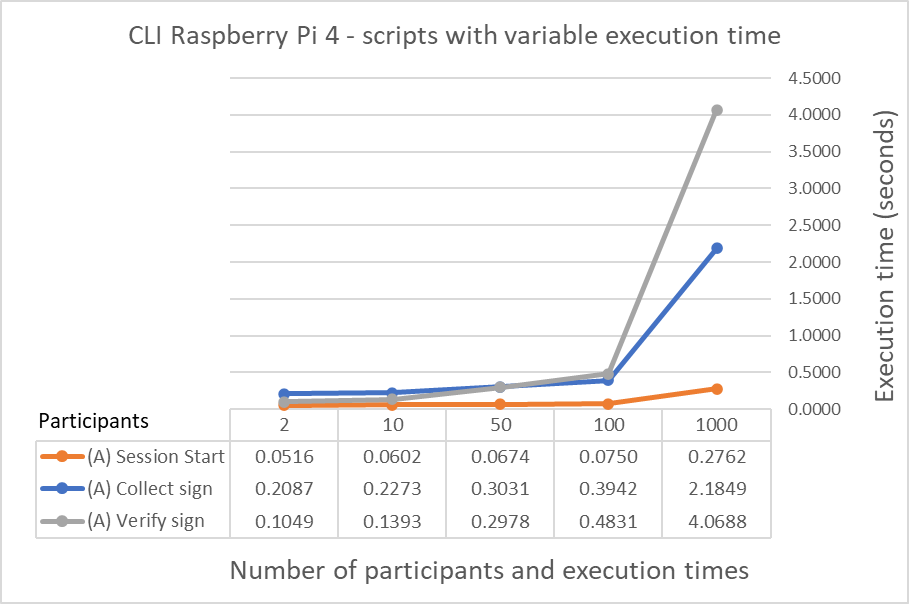 CLI Raspberry Pi 4 - scripts with variable execution time
4.5000
4.0000
3.5000
3.0000
2.5000
2.0000
1.5000
1.0000
0.5000
0.0000
Execution time (seconds)
Participants 2 10 50 100 1000
(A) Session Start 0.0516 0.0602 0.0674 0.0750 0.2762
(A) Collect sign 0.2087 0.2273 0.3031 0.3942 2.1849
(A) Verify sign 0.1049 0.1393 0.2978 0.4831 4.0688
Number of participants and execution times